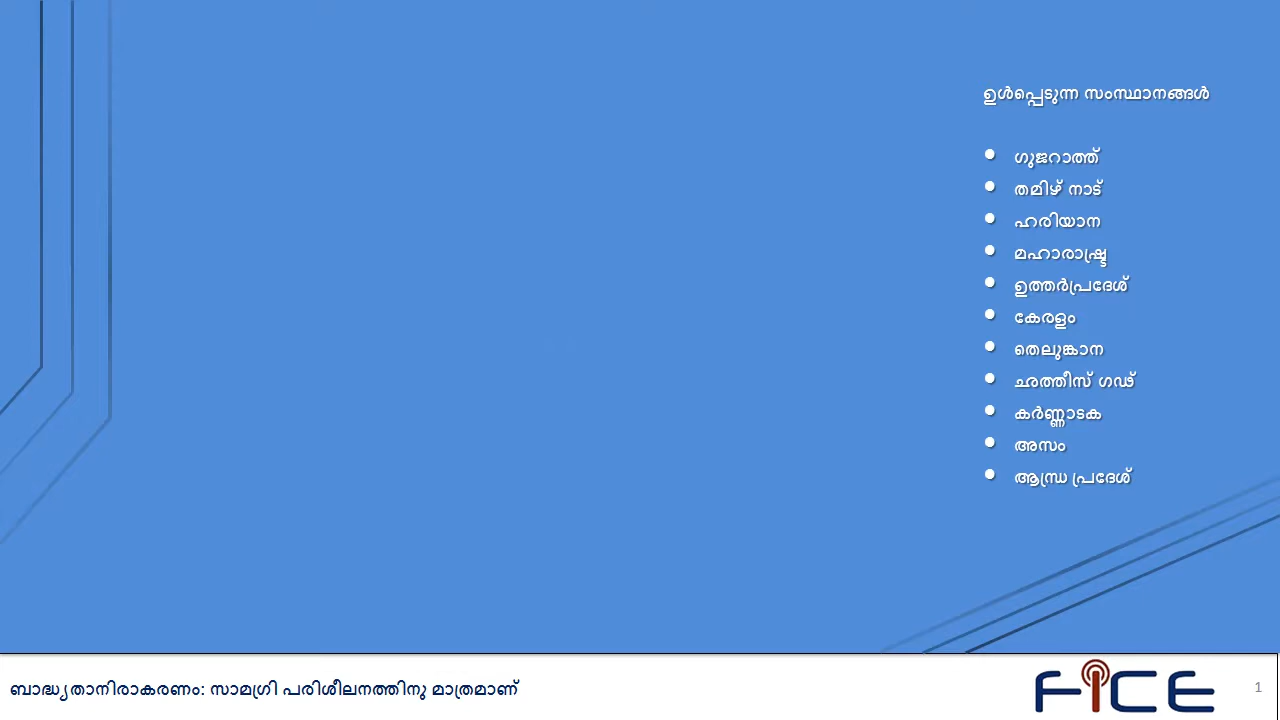 ഉൾപ്പെടുന്ന സംസ്ഥാനങ്ങൾ
ഗുജറാത്ത്
തമിഴ് നാട്
ഹരിയാന
മഹാരാഷ്ട്ര
ഉത്തർപ്രദേശ്
കേരളം
തെലുങ്കാന
ഛത്തീസ് ഗഢ്
കർണ്ണാടക
അസം
ആന്ധ്ര പ്രദേശ്
ബാദ്ധ്യതാനിരാകരണം: സാമഗ്രി പരിശീലനത്തിനു മാത്രമാണ്
FICE
1